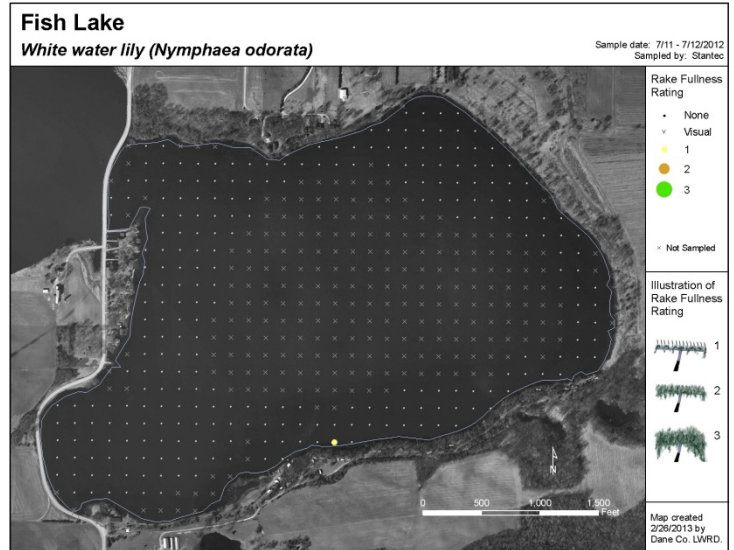 Fish Lake
White water lily (Nymphaea odorata)
Sample date: 7/11 - 7/12/2012
Sampled by: Stantec
Rake Fullness
Rating
None
v Visual
1
2
3
× Not Sampled
Illustration of
Rake Fullness
Rating
1
2
3
N
0 500 1,000 1,500
Feet
Map created
2/26/2013 by
Dane Co. LWRD.